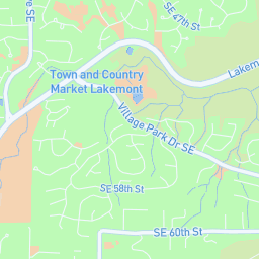 SE 47th St
e SE
Lakem
Town and Country
Market Lakemont
Village Park Dr SE
SE 58th St
SE 60th St